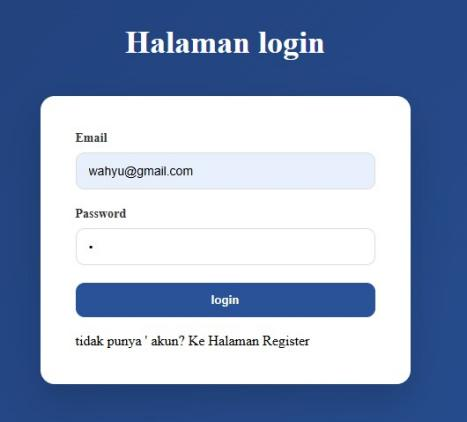 Halaman login
Email
wahyu@gmail.com
Password
•
login
tidak punya ' akun? Ke Halaman Register